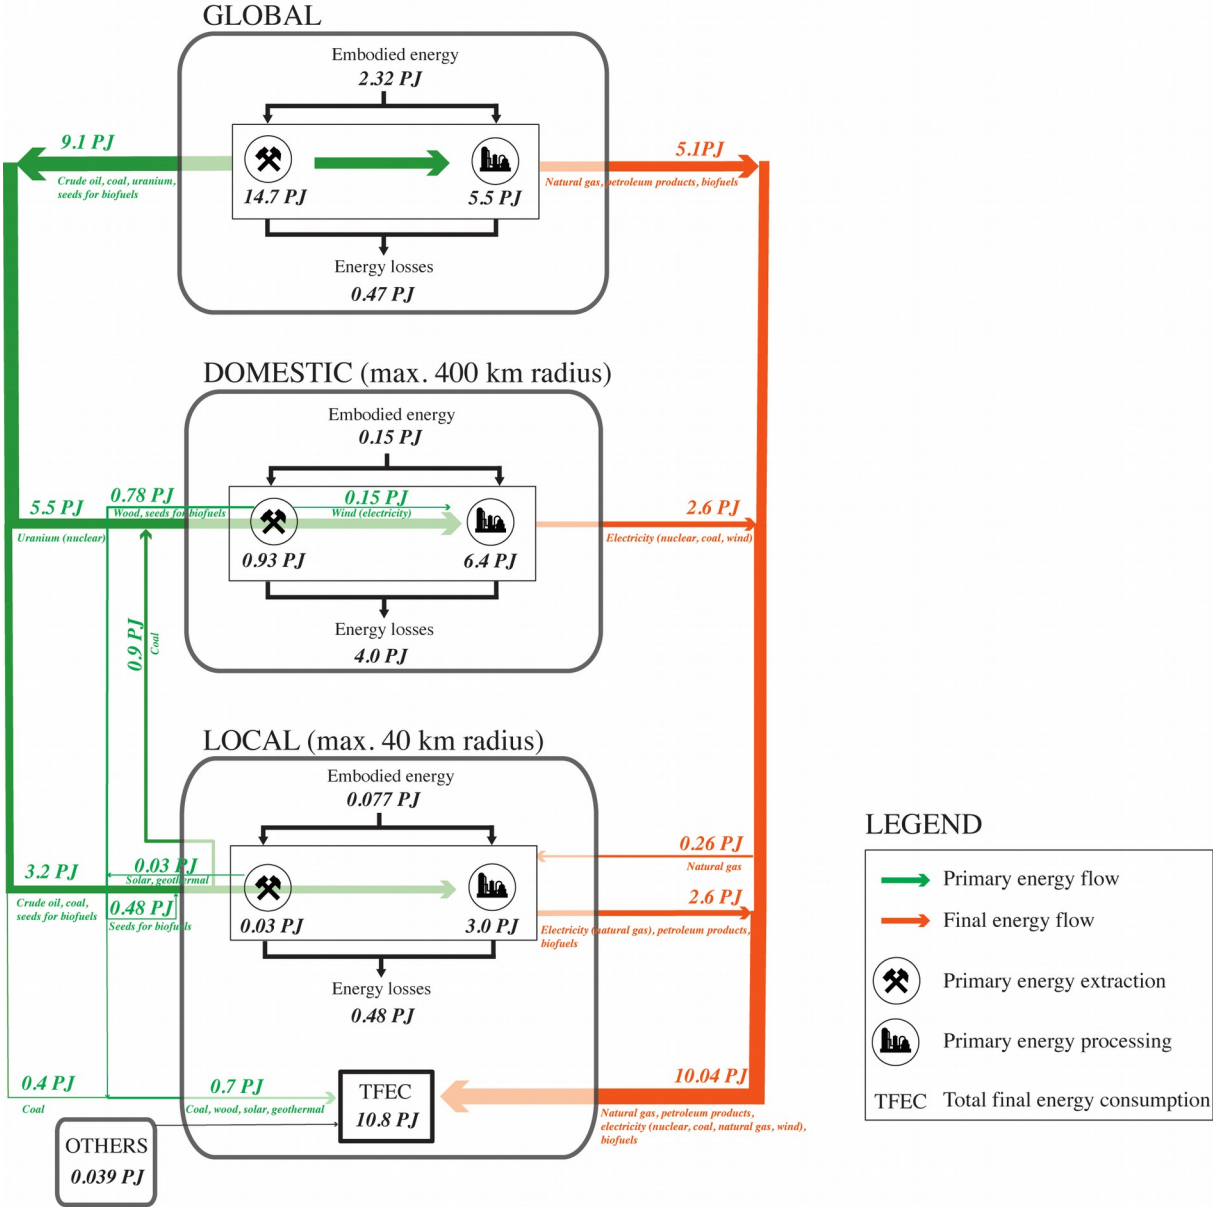 GLOBAL
Embodied energy
2.32 PJ
9.1 PJ
Crude oil, coal, uranium,
seeds for biofuels
14.7 PJ
5.5 PJ
5.1PJ
Natural gas, petroleum products, biofuels
Energy losses
0.47 PJ
DOMESTIC (max. 400 km radius)
Embodied energy
0.15 PJ
5.5 PJ
Uranium (nuclear)
0.78 PJ
Wood, seeds for biofuels
0.15 PJ
Wind (electricity)
0.93 PJ
6.4 PJ
2.6 PJ
Electricity (nuclear, coal, wind)
Energy losses
4.0 PJ
0.9 PJ
Coal
LOCAL (max. 40 km radius)
Embodied energy
0.077 PJ
3.2 PJ
Crude oil, coal,
seeds for biofuels
0.03 PJ
Solar, geothermal
0.48 PJ
Seeds for biofuels
0.03 PJ
3.0 PJ
0.26 PJ
Natural gas
2.6 PJ
Electricity (natural gas), petroleum products,
biofuels
Energy losses
0.48 PJ
0.4 PJ
Coal
0.7 PJ
Coal, wood, solar, geothermal
TFEC
10.8 PJ
10.04 PJ
Natural gas, petroleum products,
electricity (nuclear, coal, natural gas, wind),
biofuels
OTHERS
0.039 PJ
LEGEND
Primary energy flow
Final energy flow
Primary energy extraction
Primary energy processing
TFEC Total final energy consumption